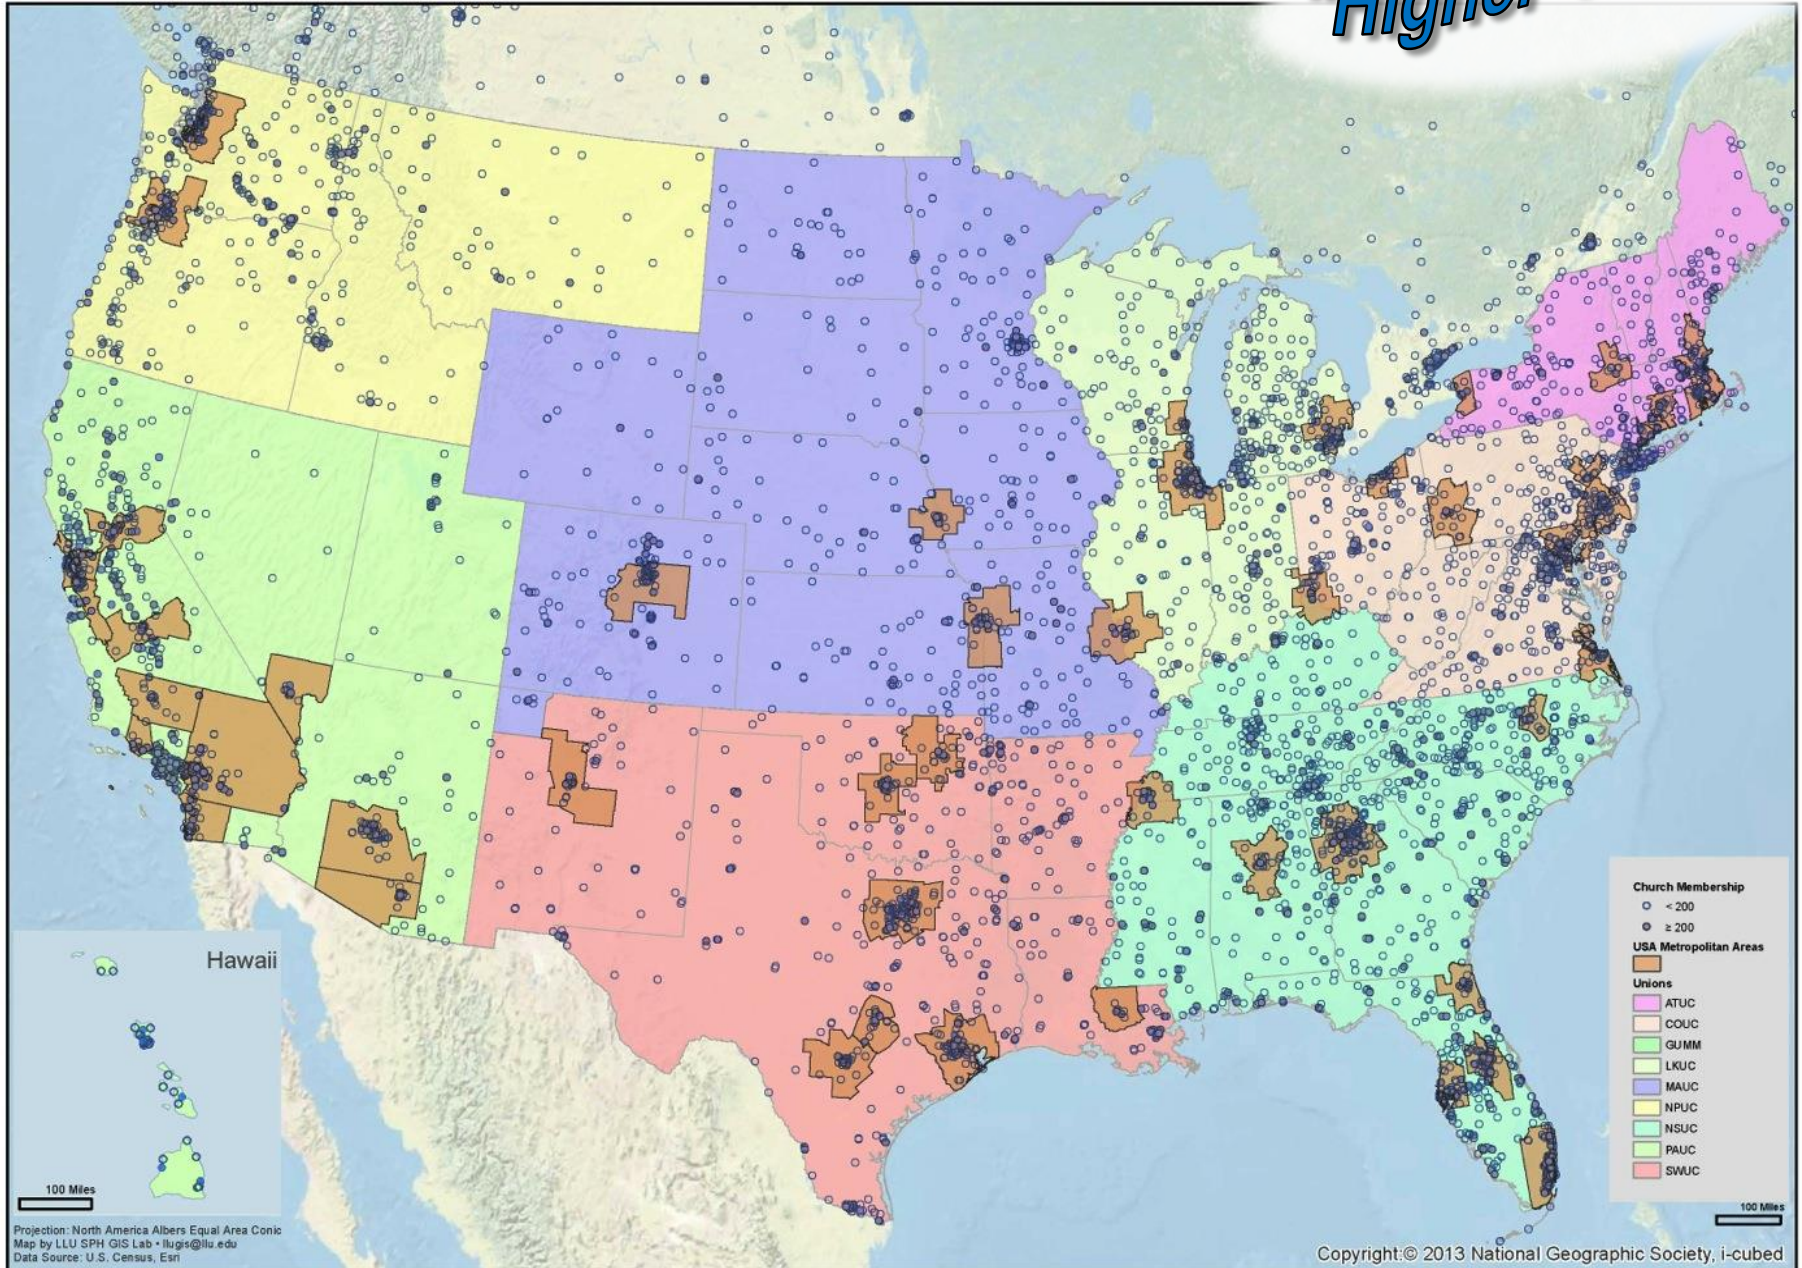 Hawaii
100 Miles
Projection: North America Albers Equal Area Conic
Map by LLU SPH GIS Lab • llugis@llu.edu
Data Source: U.S. Census, Esri
Church Membership
< 200
≥ 200
USA Metropolitan Areas
Unions
ATUC
COUC
GUMM
LKUC
MAUC
NPUC
NSUC
PAUC
SWUC
100 Miles
Copyright:© 2013 National Geographic Society, i-cubed